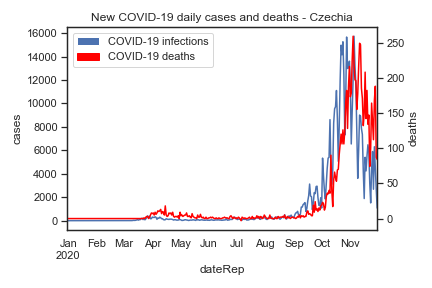 New COVID-19 daily cases and deaths - Czechia
COVID-19 infections
COVID-19 deaths
16000
14000
12000
10000
8000
6000
4000
2000
0
cases
250
200
150
100
50
0
deaths
Jan Feb Mar Apr May Jun Jul Aug Sep Oct Nov
2020
dateRep